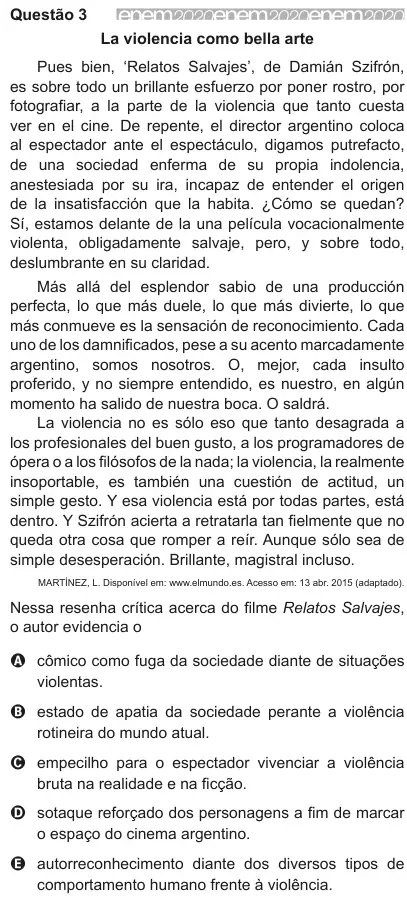 Questão 3 enem2020enem2020enem2020
La violencia como bella arte
Pues bien, ‘Relatos Salvajes’, de Damián Szifrón,
es sobre todo un brillante esfuerzo por poner rostro, por
fotografiar, a la parte de la violencia que tanto cuesta
ver en el cine. De repente, el director argentino coloca
al espectador ante el espectáculo, digamos putrefacto,
de una sociedad enferma de su propia indolencia,
anestesiada por su ira, incapaz de entender el origen
de la insatisfacción que la habita. ¿Cómo se quedan?
Sí, estamos delante de la una película vocacionalmente
violenta, obligadamente salvaje, pero, y sobre todo,
deslumbrante en su claridad.
Más allá del esplendor sabio de una producción
perfecta, lo que más duele, lo que más divierte, lo que
más conmueve es la sensación de reconocimiento. Cada
uno de los damnificados, pese a su acento marcadamente
argentino, somos nosotros. O, mejor, cada insulto
proferido, y no siempre entendido, es nuestro, en algún
momento ha salido de nuestra boca. O saldrá.
La violencia no es sólo eso que tanto desagrada a
los profesionales del buen gusto, a los programadores de
ópera o a los filósofos de la nada; la violencia, la realmente
insoportable, es también una cuestión de actitud, un
simple gesto. Y esa violencia está por todas partes, está
dentro. Y Szifrón acierta a retratarla tan fielmente que no
queda otra cosa que romper a reír. Aunque sólo sea de
simple desesperación. Brillante, magistral incluso.
MARTÍNEZ, L. Disponível em: www.elmundo.es. Acesso em: 13 abr. 2015 (adaptado).
Nessa resenha crítica acerca do filme Relatos Salvajes,
o autor evidencia o
A cômico como fuga da sociedade diante de situações
violentas.
B estado de apatia da sociedade perante a violência
rotineira do mundo atual.
C empecilho para o espectador vivenciar a violência
bruta na realidade e na ficção.
D sotaque reforçado dos personagens a fim de marcar
o espaço do cinema argentino.
E autorreconhecimento diante dos diversos tipos de
comportamento humano frente à violência.